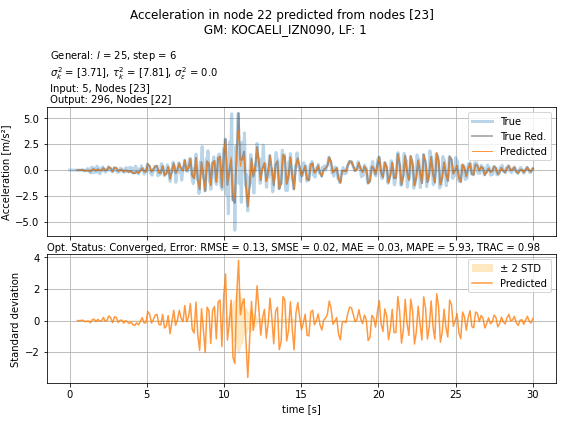 Acceleration in node 22 predicted from nodes [23]
GM: KOCAELI_IZN090, LF: 1
General: l = 25, step = 6
σ²ₖ = [3.71], τ²ₖ = [7.81], σ²ε = 0.0
Input: 5, Nodes [23]
Output: 296, Nodes [22]
Acceleration [m/s²]
5.0
2.5
0.0
−2.5
−5.0
True
True Red.
Predicted
Opt. Status: Converged, Error: RMSE = 0.13, SMSE = 0.02, MAE = 0.03, MAPE = 5.93, TRAC = 0.98
Standard deviation
4
2
0
−2
± 2 STD
Predicted
0 5 10 15 20 25 30
time [s]